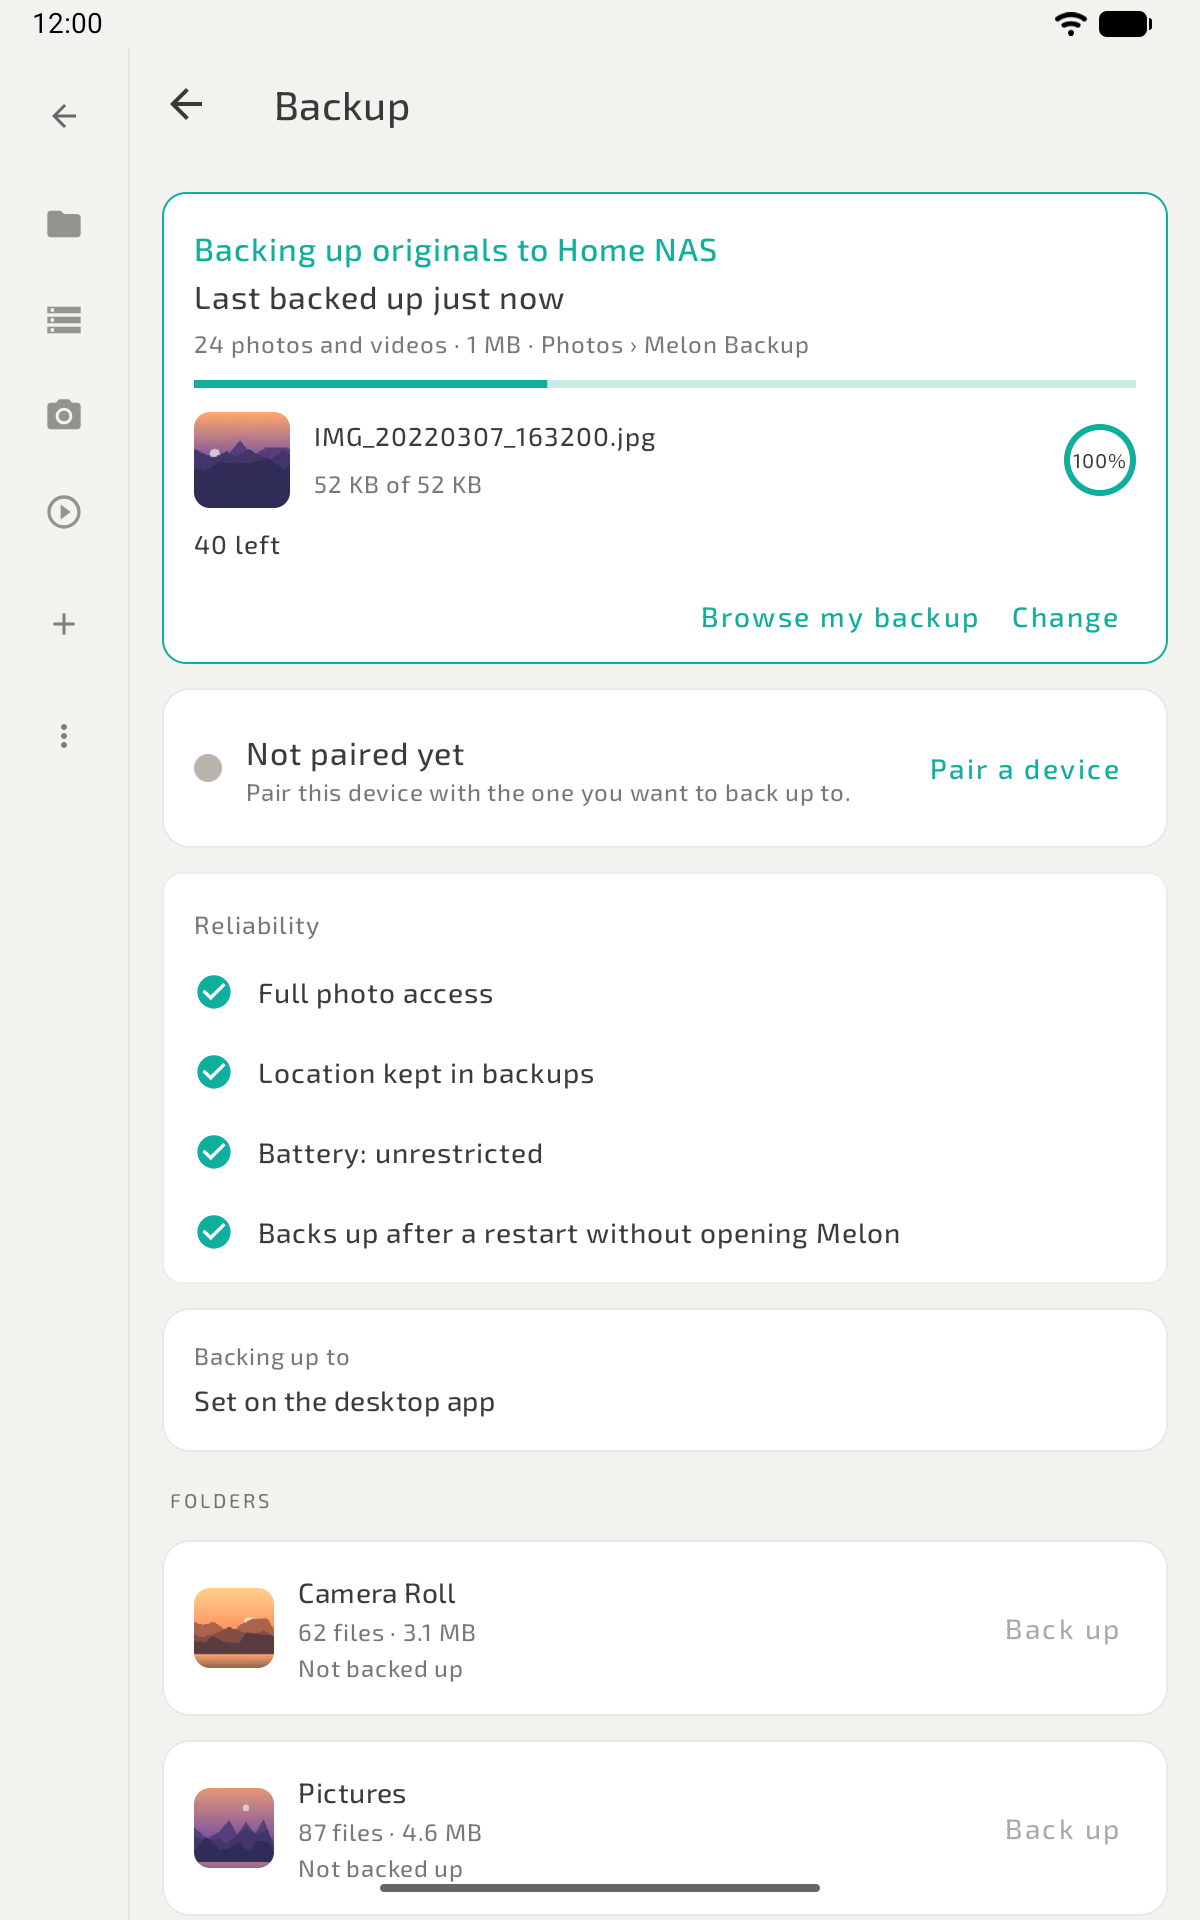 12:00
Backup
Backing up originals to Home NAS
Last backed up just now
24 photos and videos · 1 MB · Photos › Melon Backup
IMG_20220307_163200.jpg
52 KB of 52 KB
100%
40 left
Browse my backup
Change
Not paired yet
Pair this device with the one you want to back up to.
Pair a device
Reliability
Full photo access
Location kept in backups
Battery: unrestricted
Backs up after a restart without opening Melon
Backing up to
Set on the desktop app
FOLDERS
Camera Roll
62 files · 3.1 MB
Not backed up
Back up
Pictures
87 files · 4.6 MB
Not backed up
Back up